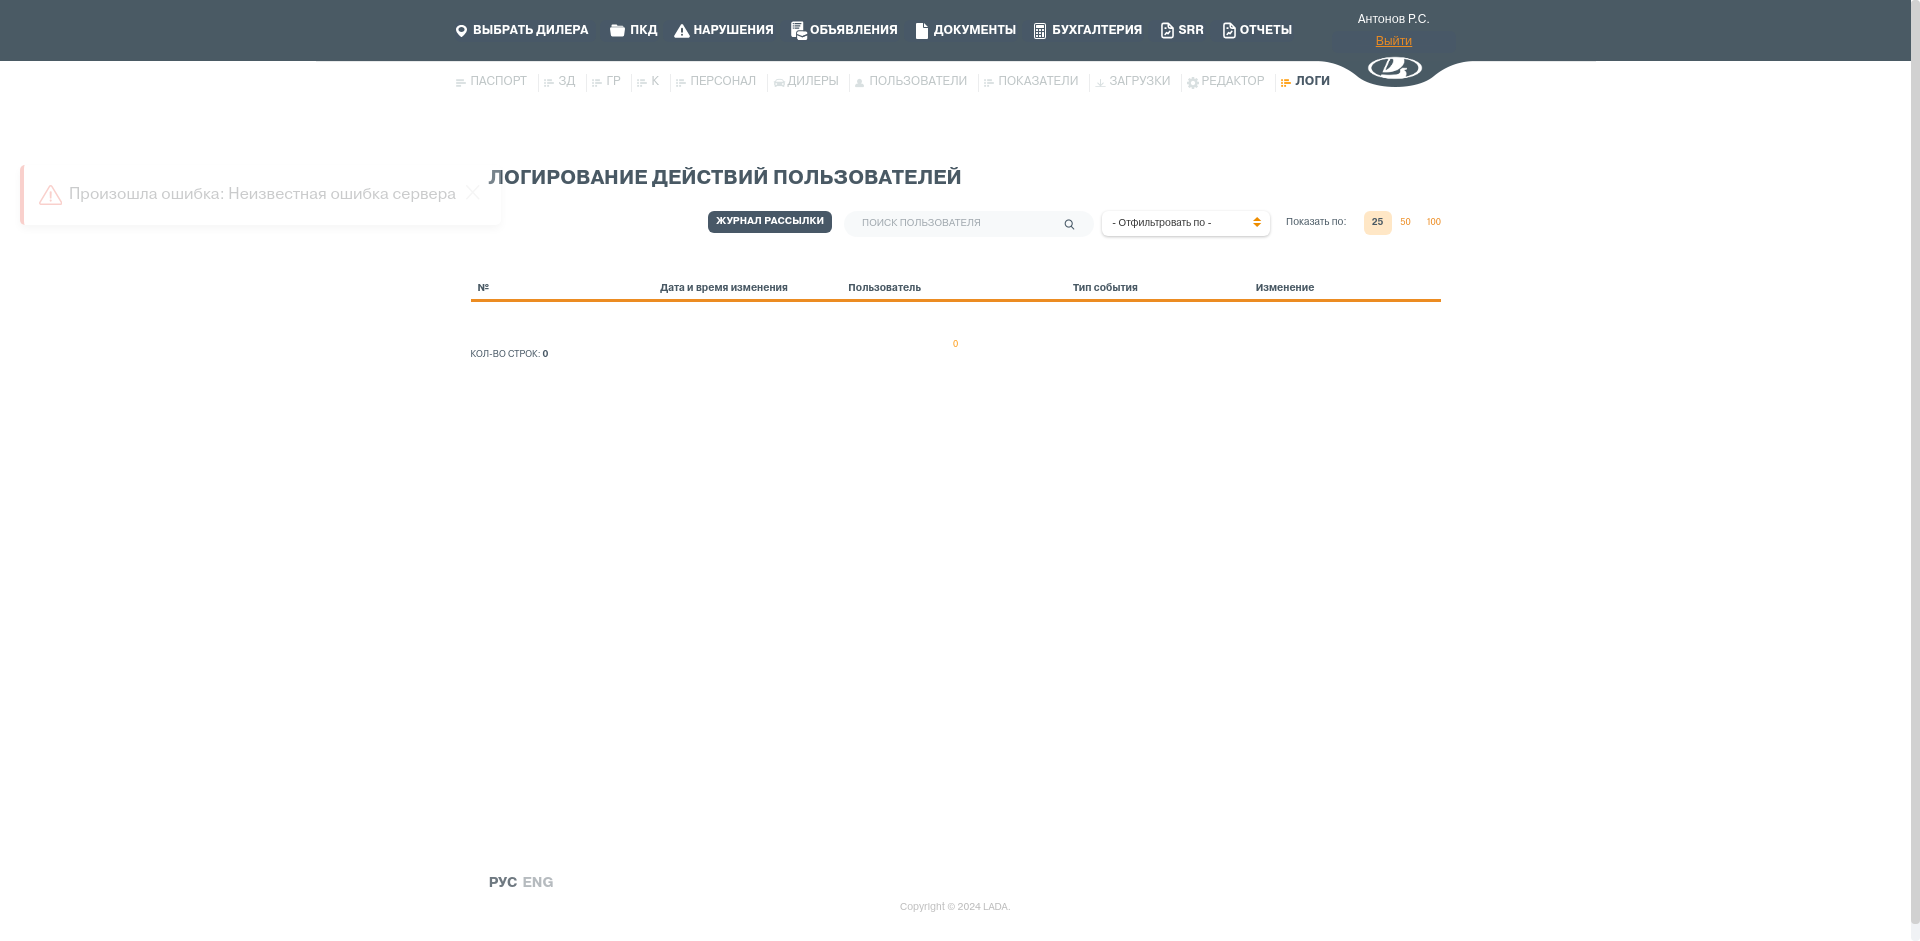 ВЫБРАТЬ ДИЛЕРА ПКД НАРУШЕНИЯ ОБЪЯВЛЕНИЯ ДОКУМЕНТЫ БУХГАЛТЕРИЯ SRR ОТЧЕТЫ
Антонов Р.С.
Выйти
ПАСПОРТ ЗД ГР К ПЕРСОНАЛ ДИЛЕРЫ ПОЛЬЗОВАТЕЛИ ПОКАЗАТЕЛИ ЗАГРУЗКИ РЕДАКТОР ЛОГИ
ЛОГИРОВАНИЕ ДЕЙСТВИЙ ПОЛЬЗОВАТЕЛЕЙ
Произошла ошибка: Неизвестная ошибка сервера
ЖУРНАЛ РАССЫЛКИ ПОИСК ПОЛЬЗОВАТЕЛЯ - Отфильтровать по - Показать по: 25 50 100
№ Дата и время изменения Пользователь Тип события Изменение
0
КОЛ-ВО СТРОК: 0
РУС ENG
Copyright © 2024 LADA.